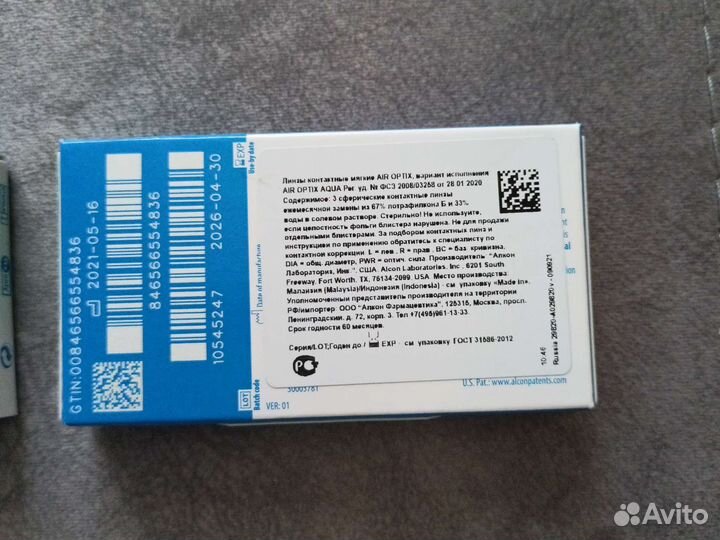 GTIN:00846566554836
2021-05-16
Date of manufacture
846566554836
2026-04-30
EXP
Use-by date
10545247
LOT
Batch code
Линзы контактные мягкие AIR OPTIX, вариант исполнения
AIR OPTIX AQUA Рег. уд. № ФСЗ 2008/03258 от 28 01 2020
Содержимое: 3 сферические контактные линзы
ежемесячной замены из 67% лотрафилкона Б и 33%
воды в солевом растворе. Стерильно! Не используйте,
если целостность фольги блистера нарушена. Не для продажи
отдельными блистерами. За подбором контактных линз и
инструкции по применению обратитесь к специалисту по
контактной коррекции. L = лев. R = прав. BC = баз. кривизна.
DIA = общ. диаметр, PWR = оптич. сила Производитель: "Алкон
Лабораториз, Инк.", США. Alcon Laboratories, Inc., 6201 South
Freeway, Fort Worth, TX, 76134-2099, USA. Место производства:
Малайзия (Malaysia)/Индонезия (Indonesia) - см. упаковку «Made in».
Уполномоченный представитель производителя на территории
РФ/импортер: ООО "Алкон Фармацевтика", 125315, Москва, просп.
Ленинградский, д. 72, корп. 3. Тел +7(495)961-13-33.
Срок годности 60 месяцев.
Серия/LOT;Годен до / EXP - см. упаковку ГОСТ 31586-2012
10:46
VER: 01
U.S. Pat.: www.alconpatents.com
Avito